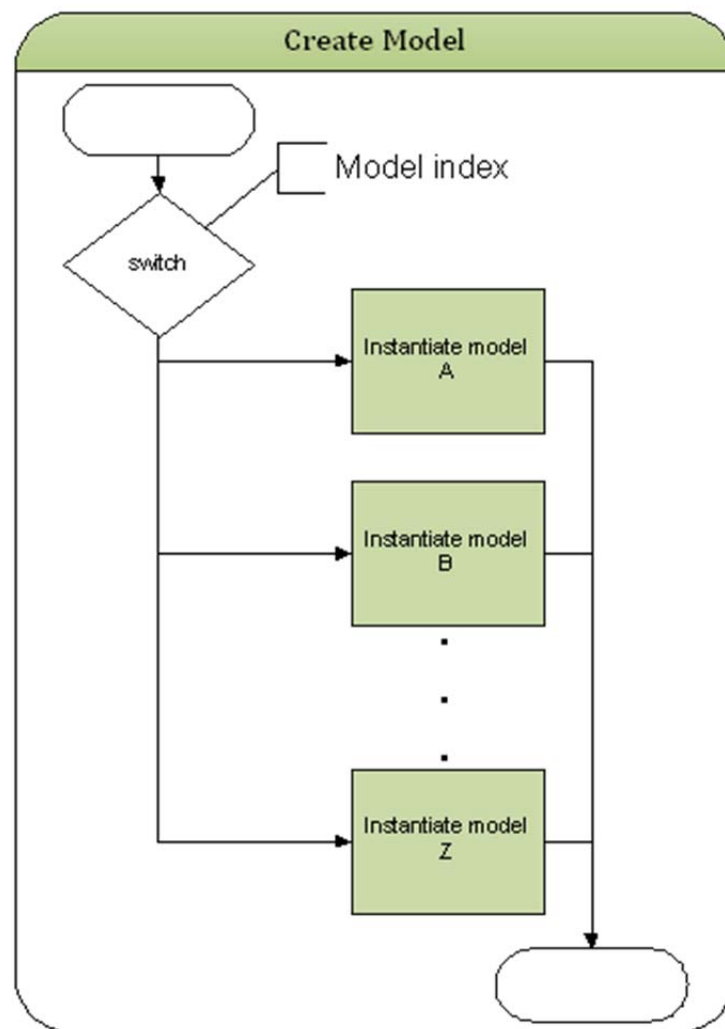 Create Model
Model index
switch
Instantiate model
A
Instantiate model
B
Instantiate model
Z